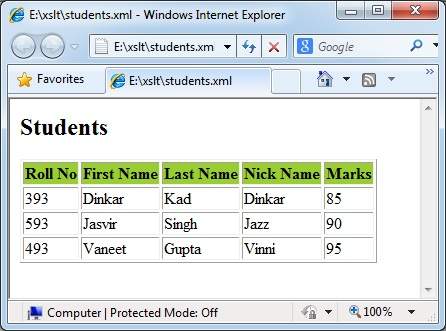 E:\xslt\students.xml - Windows Internet Explorer
E:\xslt\students.xm Google
Favorites E:\xslt\students.xml
Students
Roll No First Name Last Name Nick Name Marks
393 Dinkar Kad Dinkar 85
593 Jasvir Singh Jazz 90
493 Vaneet Gupta Vinni 95
Computer | Protected Mode: Off 100%